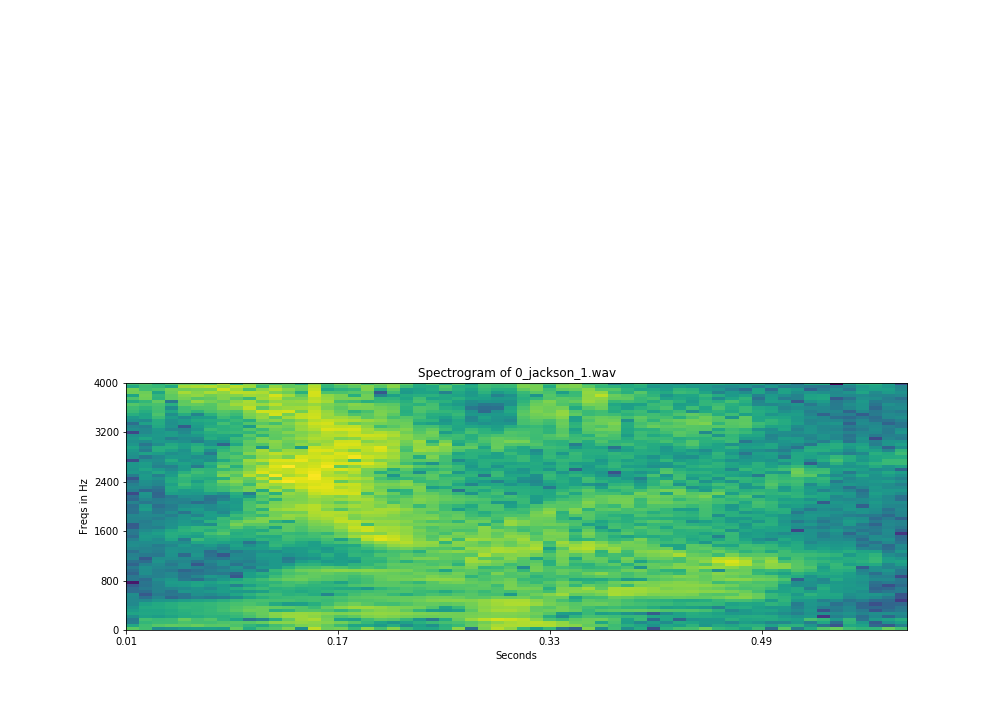 Spectrogram of 0_jackson_1.wav
4000
3200
2400
1600
800
0
Freqs in Hz
0.01 0.17 0.33 0.49
Seconds